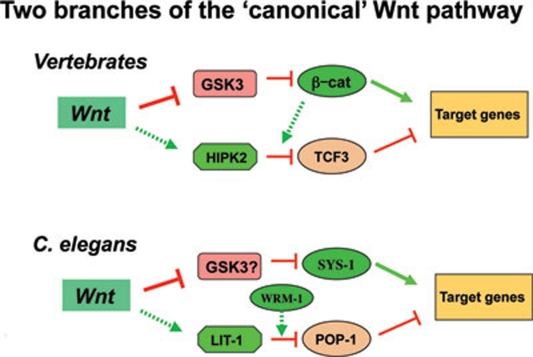 Two branches of the ‘canonical’ Wnt pathway
Vertebrates
GSK3
β-cat
Wnt
Target genes
HIPK2
TCF3
C. elegans
GSK3?
SYS-1
Wnt
WRM-1
Target genes
LIT-1
POP-1